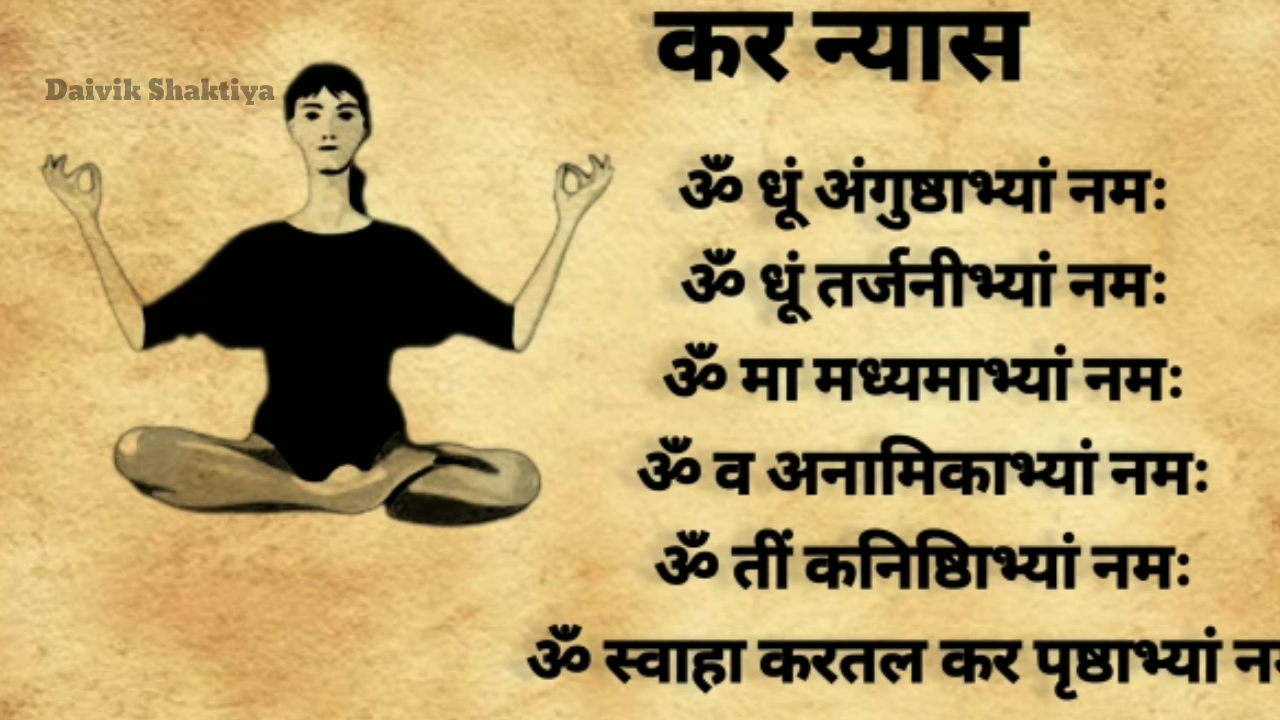 कर न्यास
Daivik Shaktiya
ॐ धूं अंगुष्ठाभ्यां नमः
ॐ धूं तर्जनीभ्यां नमः
ॐ मा मध्यमाभ्यां नमः
ॐ व अनामिकाभ्यां नमः
ॐ तीं कनिष्ठिाभ्यां नमः
ॐ स्वाहा करतल कर पृष्ठाभ्यां